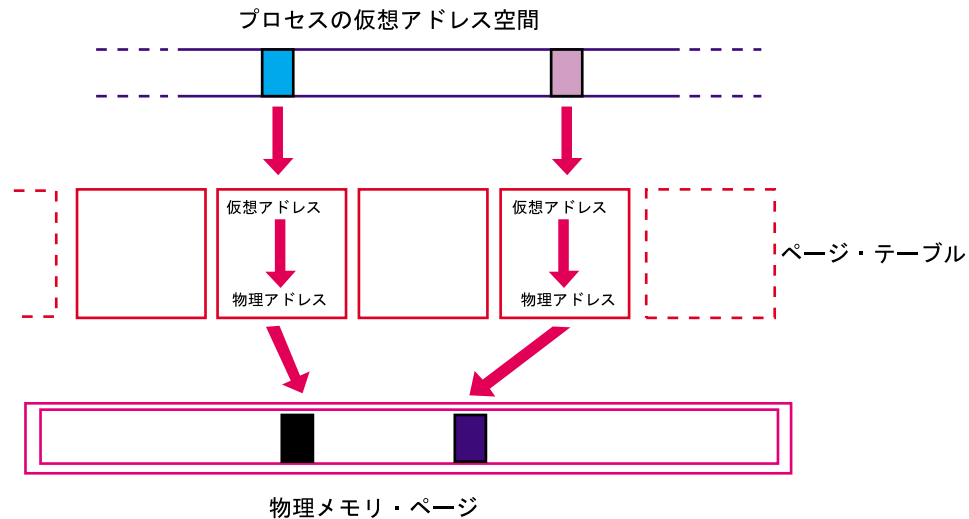 プロセスの仮想アドレス空間
仮想アドレス
仮想アドレス
ページ・テーブル
物理アドレス
物理アドレス
物理メモリ・ページ